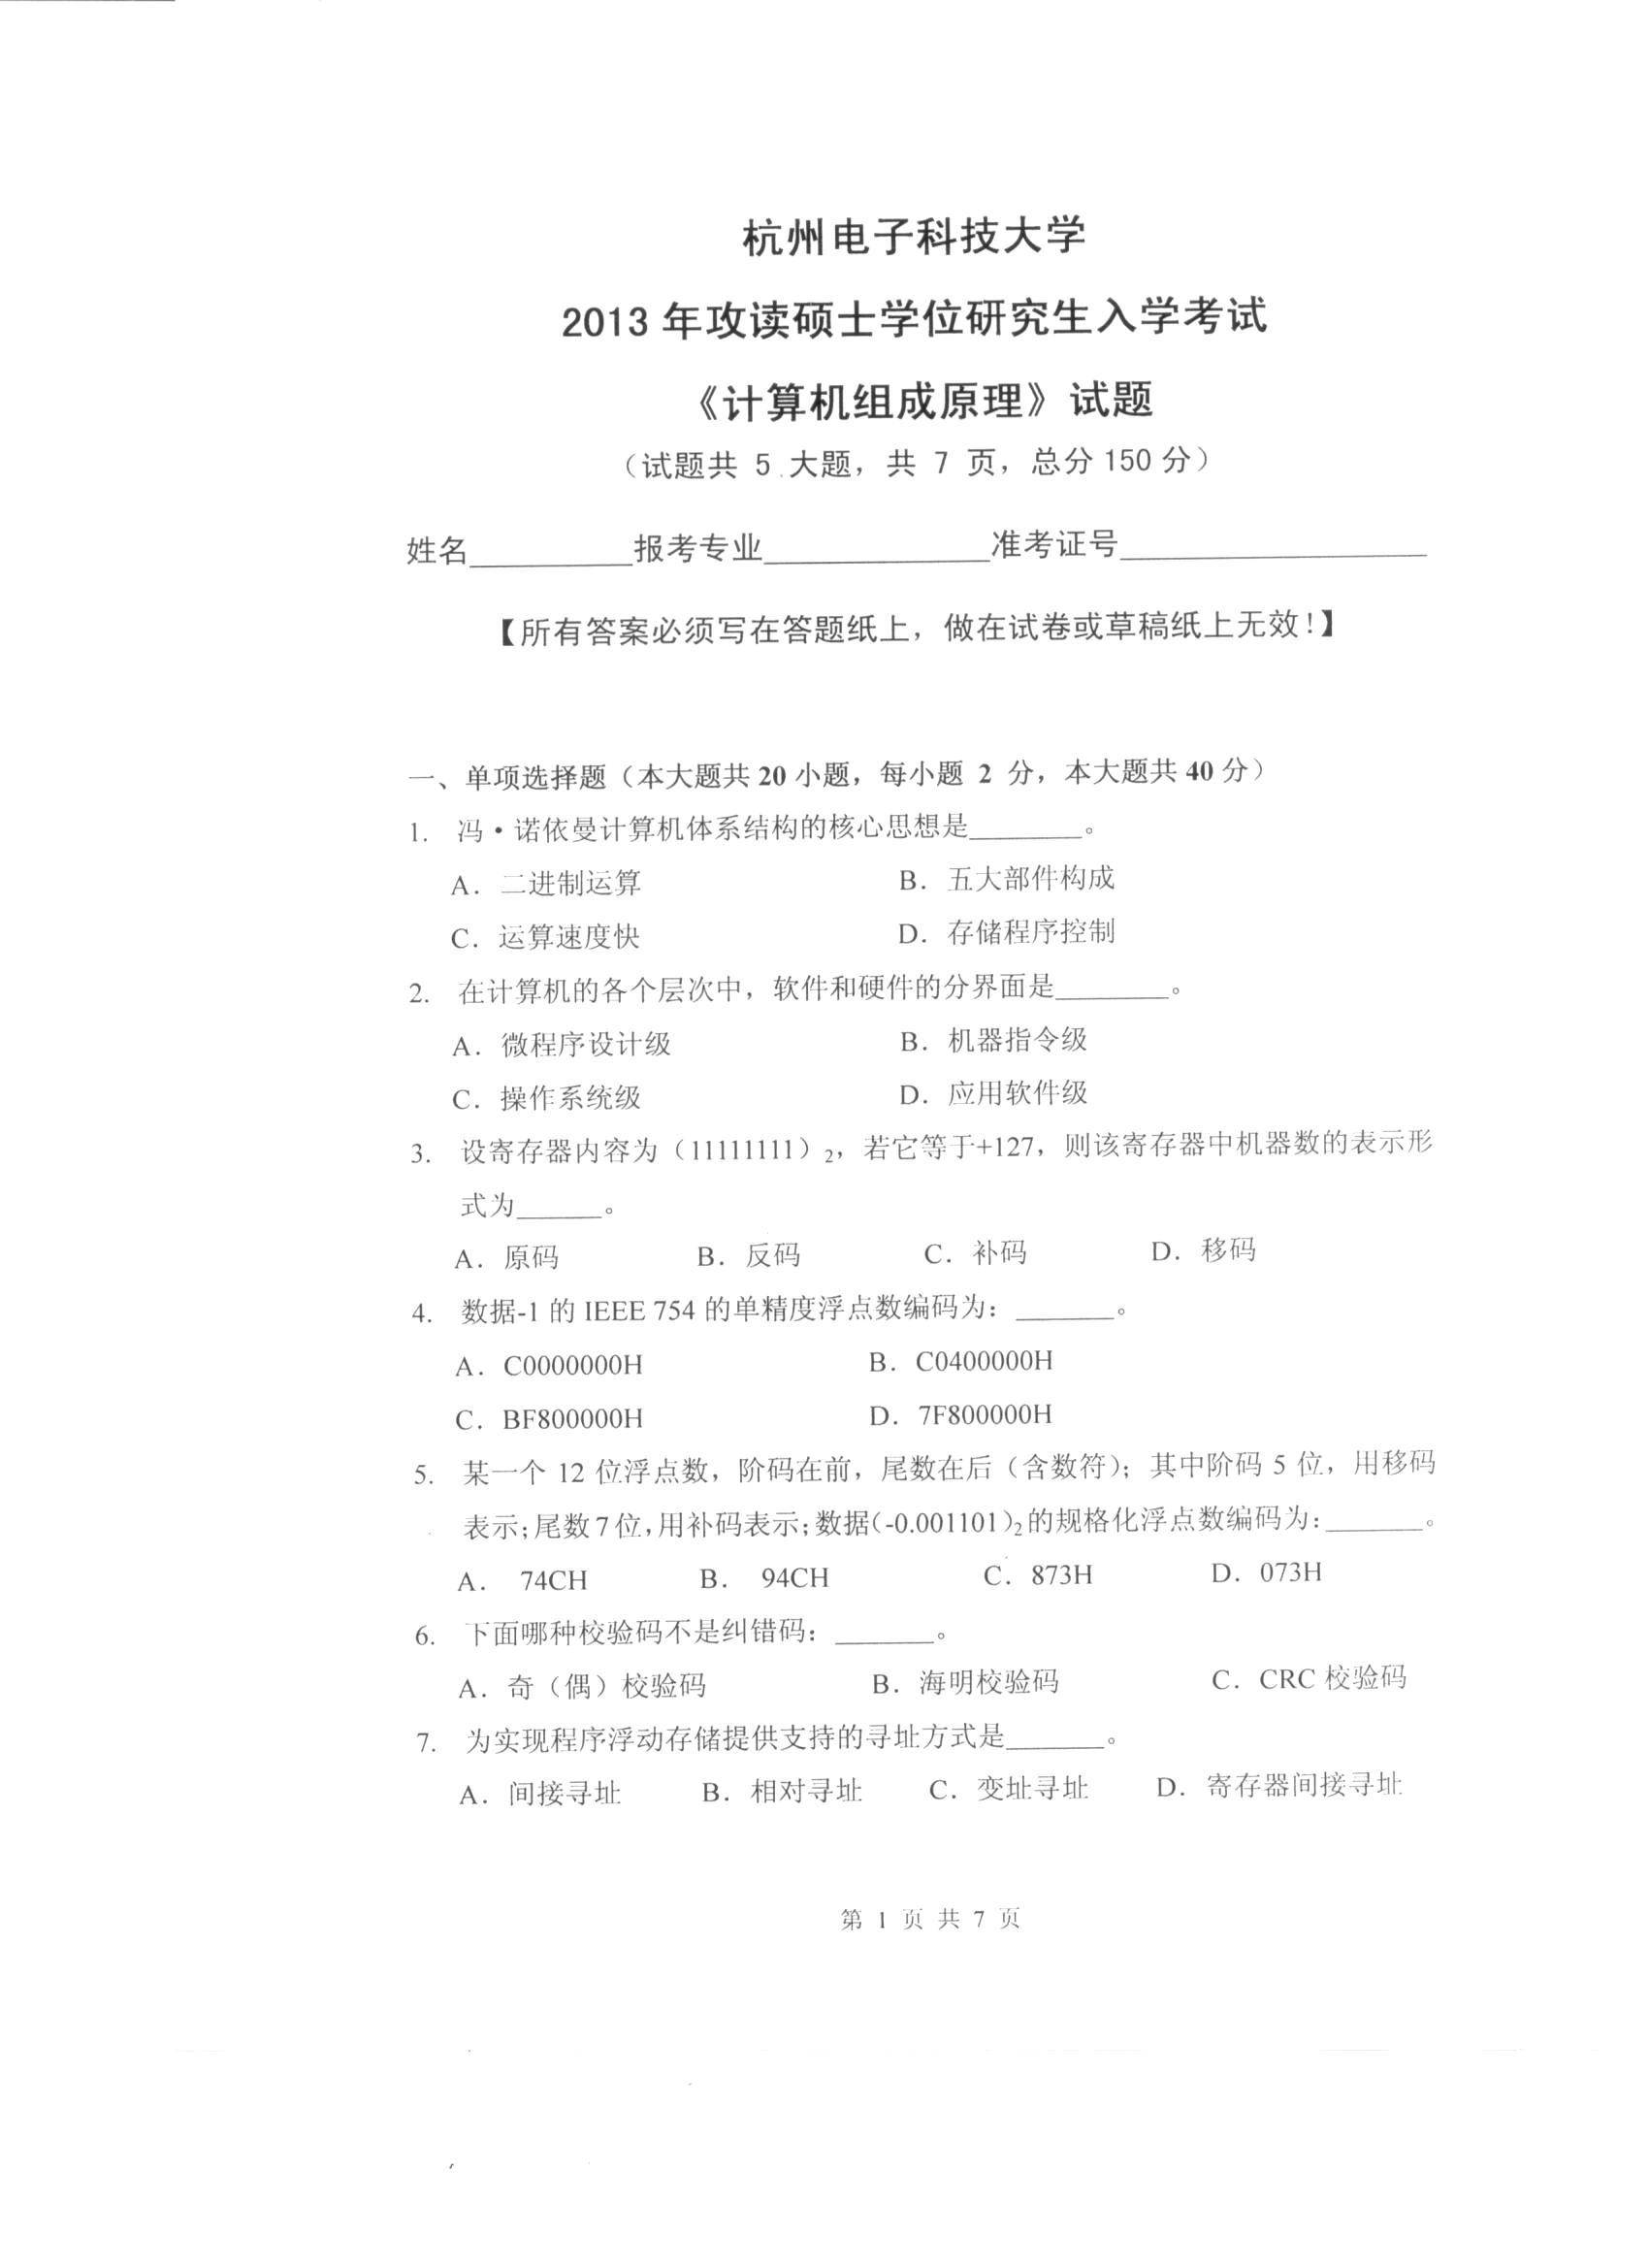 杭州电子科技大学
2013 年攻读硕士学位研究生入学考试
《计算机组成原理》试题
（试题共 5 大题，共 7 页，总分 150 分）
姓名__________报考专业______________准考证号___________________
【所有答案必须写在答题纸上，做在试卷或草稿纸上无效！】
一、单项选择题（本大题共 20 小题，每小题 2 分，本大题共 40 分）
1. 冯·诺依曼计算机体系结构的核心思想是________。
A．二进制运算 B．五大部件构成
C．运算速度快 D．存储程序控制
2. 在计算机的各个层次中，软件和硬件的分界面是________。
A．微程序设计级 B．机器指令级
C．操作系统级 D．应用软件级
3. 设寄存器内容为（11111111）2，若它等于+127，则该寄存器中机器数的表示形
式为______。
A．原码 B．反码 C．补码 D．移码
4. 数据-1 的 IEEE 754 的单精度浮点数编码为：_______。
A．C0000000H B．C0400000H
C．BF800000H D．7F800000H
5. 某一个 12 位浮点数，阶码在前，尾数在后（含数符）；其中阶码 5 位，用移码
表示；尾数 7 位，用补码表示；数据(-0.001101)2 的规格化浮点数编码为：_______。
A． 74CH B． 94CH C．873H D．073H
6. 下面哪种校验码不是纠错码：_______。
A．奇（偶）校验码 B．海明校验码 C．CRC 校验码
7. 为实现程序浮动存储提供支持的寻址方式是_______。
A．间接寻址 B．相对寻址 C．变址寻址 D．寄存器间接寻址
第 1 页 共 7 页